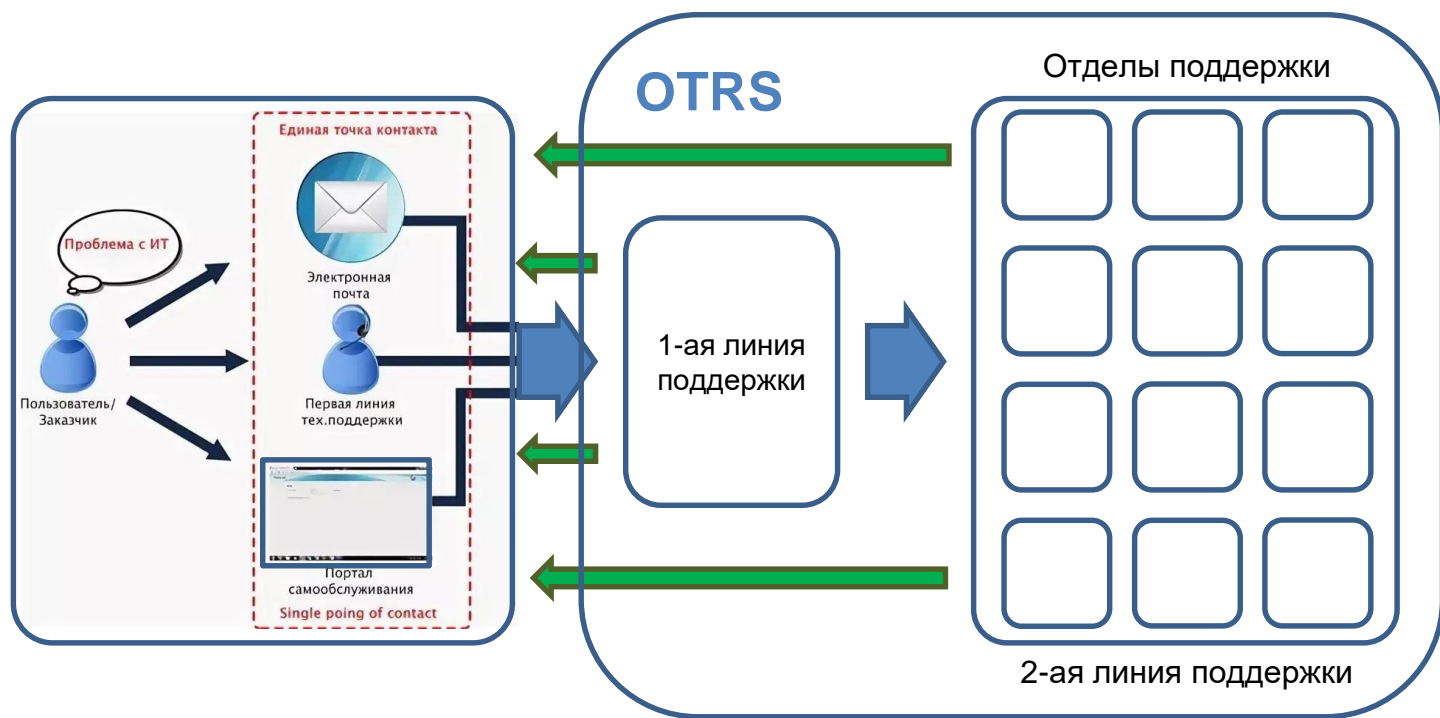 OTRS
Отделы поддержки
Единая точка контакта
Проблема с ИТ
Электронная
почта
Пользователь/
Заказчик
Первая линия
тех.поддержки
1-ая линия
поддержки
Портал
самообслуживания
Single poing of contact
2-ая линия поддержки